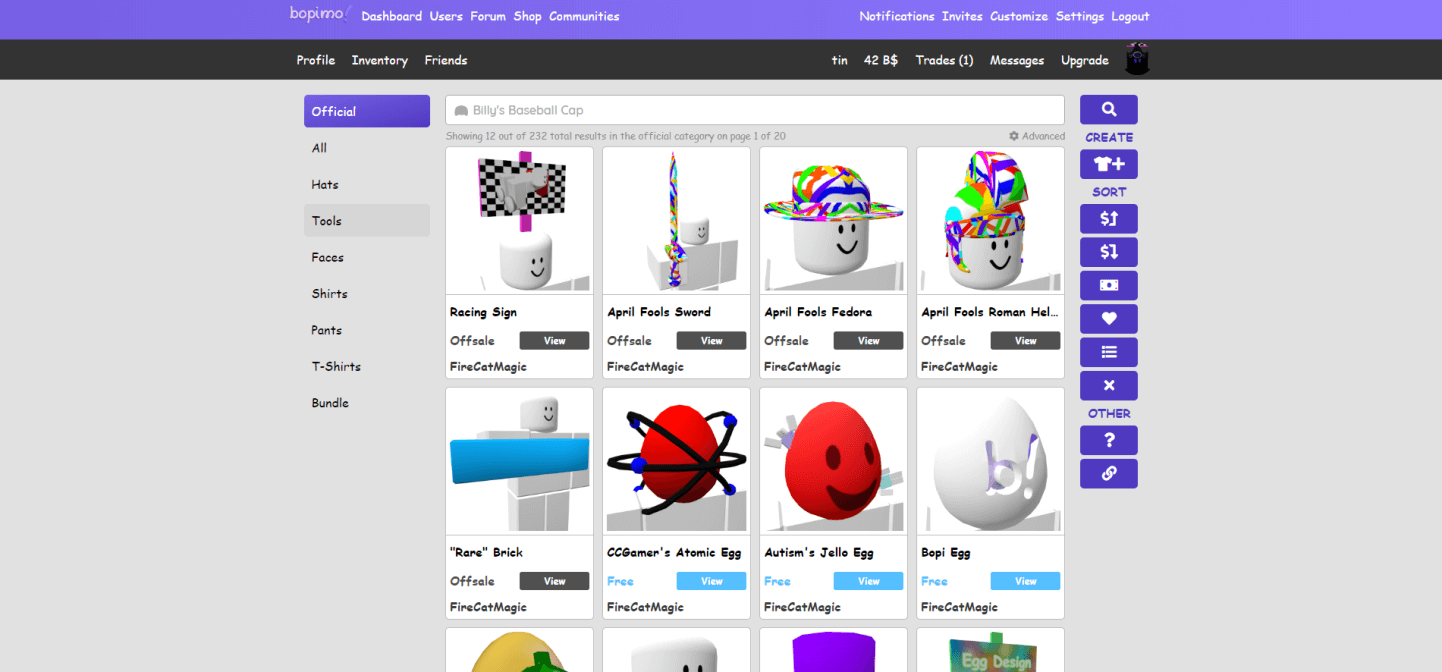 bopimo!
Dashboard Users Forum Shop Communities
Notifications Invites Customize Settings Logout
Profile Inventory Friends
tin 42 B$ Trades (1) Messages Upgrade
Official
All
Hats
Tools
Faces
Shirts
Pants
T-Shirts
Bundle
Billy's Baseball Cap
Showing 12 out of 232 total results in the official category on page 1 of 20
Advanced
Racing Sign
Offsale View
FireCatMagic
April Fools Sword
Offsale View
FireCatMagic
April Fools Fedora
Offsale View
FireCatMagic
April Fools Roman Hel...
Offsale View
FireCatMagic
"Rare" Brick
Offsale View
FireCatMagic
CCGamer's Atomic Egg
Free View
FireCatMagic
Autism's Jello Egg
Free View
FireCatMagic
b!
Bopi Egg
Free View
FireCatMagic
Egg Design
CREATE
SORT
$
$
OTHER
?